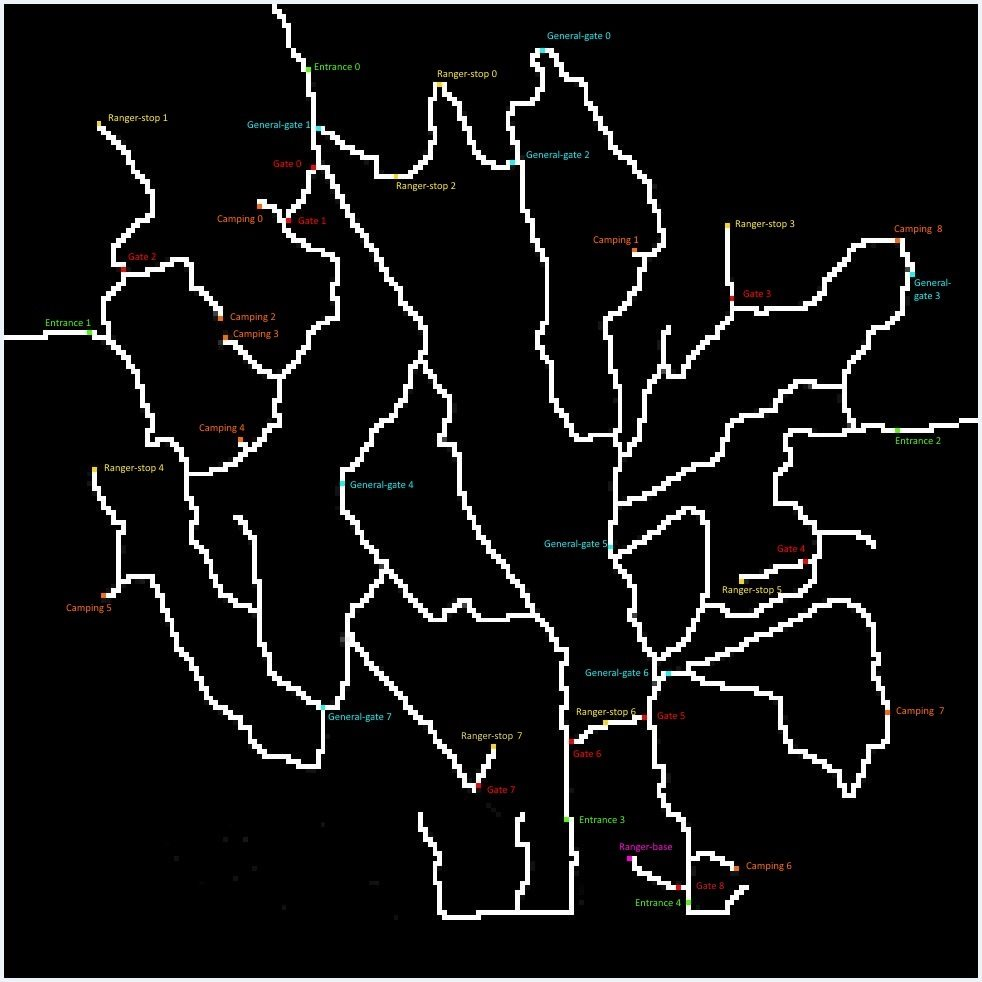 General-gate 0
Entrance 0
Ranger-stop 0
Ranger-stop 1
General-gate 1
General-gate 2
Gate 0
Ranger-stop 2
Camping 0
Gate 1
Ranger-stop 3
Camping 8
Camping 1
Gate 2
General-
gate 3
Gate 3
Camping 2
Entrance 1
Camping 3
Camping 4
Entrance 2
Ranger-stop 4
General-gate 4
General-gate 5
Gate 4
Ranger-stop 5
Camping 5
General-gate 6
General-gate 7
Ranger-stop 6
Gate 5
Camping 7
Ranger-stop 7
Gate 6
Gate 7
Entrance 3
Ranger-base
Camping 6
Gate 8
Entrance 4